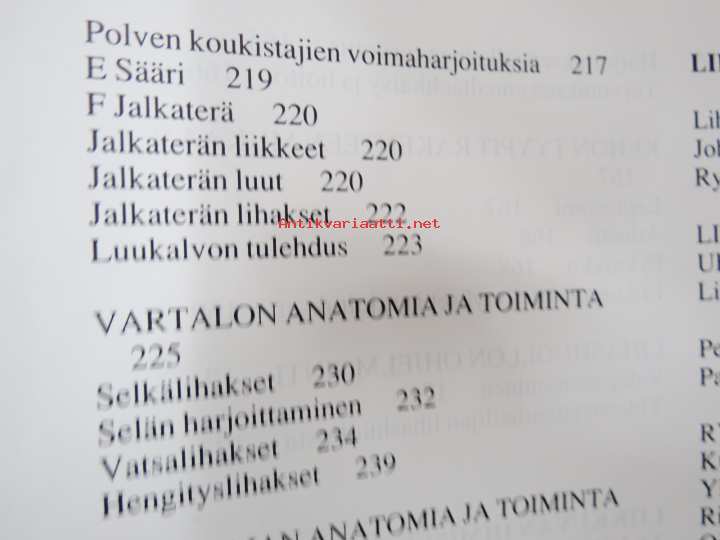 Polven koukistajien voimaharjoituksia 217
E Sääri 219
F Jalkaterä 220
Jalkaterän liikkeet 220
Jalkaterän luut 220
Jalkaterän lihakset 222
Antikvariaatti.net
Luukalvon tulehdus 223
VARTALON ANATOMIA JA TOIMINTA
225
Selkälihakset 230
Selän harjoittaminen 232
Vatsalihakset 234
Hengityslihakset 239
ANATOMIA JA TOIMINTA